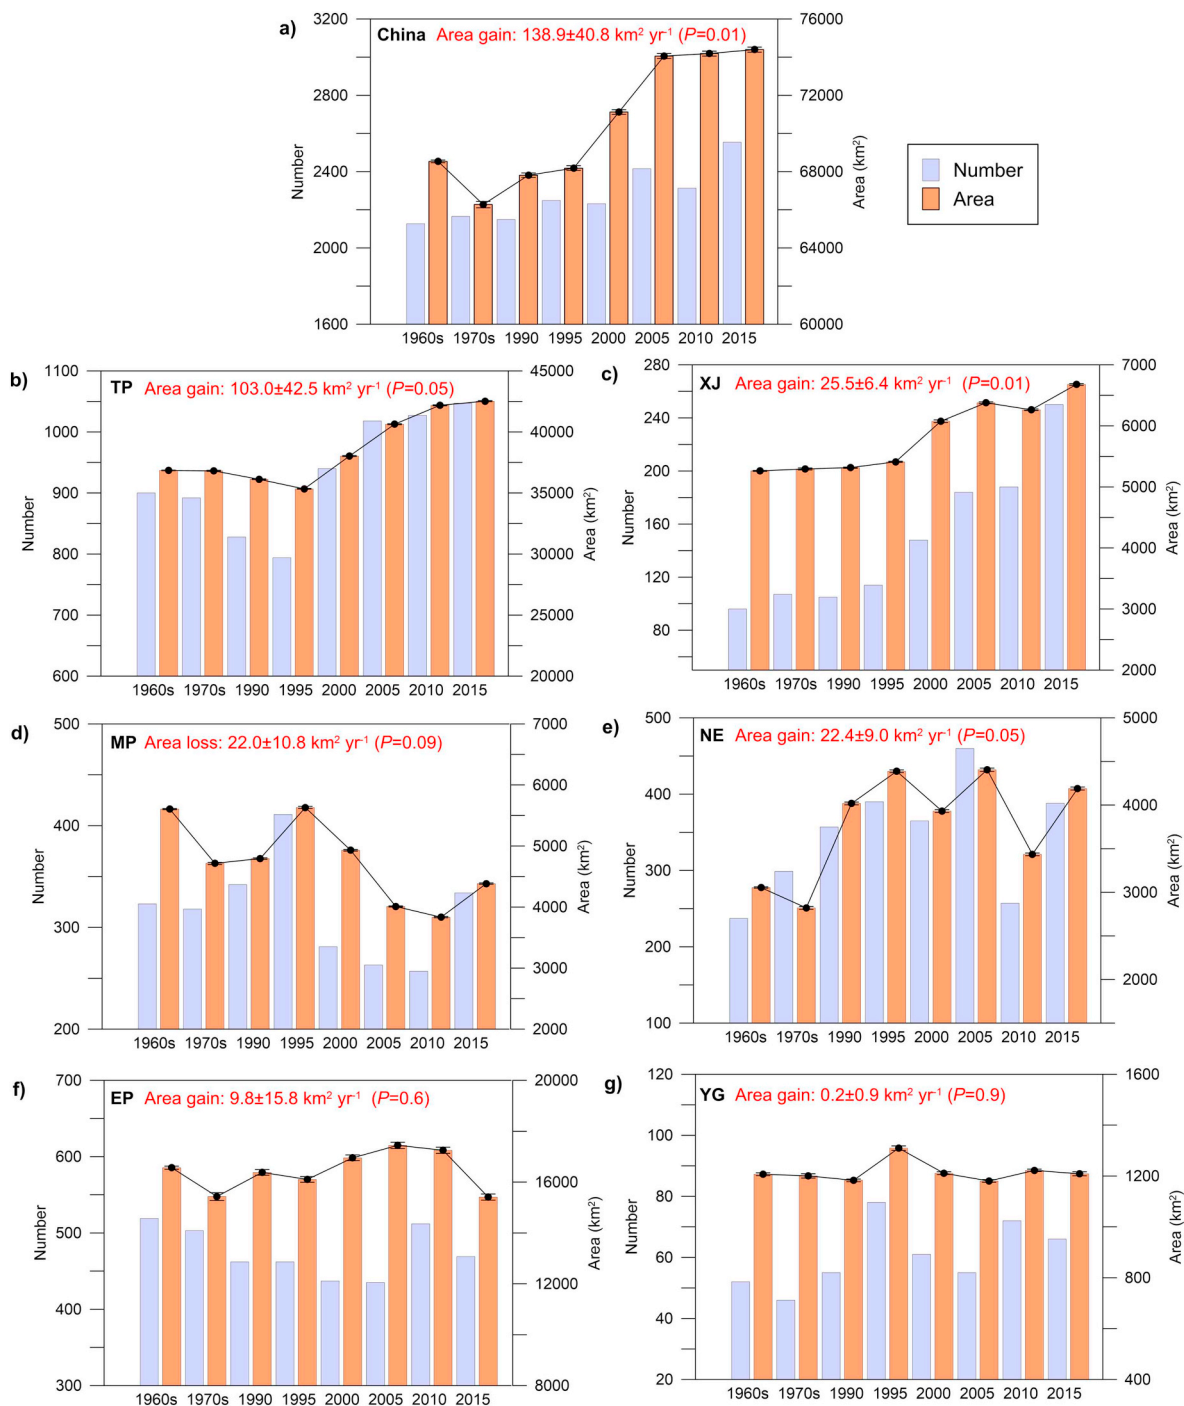 a)
China Area gain: 138.9±40.8 km² yr⁻¹ (P=0.01)
3200
2800
2400
2000
1600
Number
76000
72000
68000
64000
60000
Area (km²)
1960s 1970s 1990 1995 2000 2005 2010 2015
Number
Area
b)
TP Area gain: 103.0±42.5 km² yr⁻¹ (P=0.05)
1100
1000
900
800
700
600
Number
45000
40000
35000
30000
25000
20000
Area (km²)
1960s 1970s 1990 1995 2000 2005 2010 2015
c)
XJ Area gain: 25.5±6.4 km² yr⁻¹ (P=0.01)
280
240
200
160
120
80
Number
7000
6000
5000
4000
3000
2000
Area (km²)
1960s 1970s 1990 1995 2000 2005 2010 2015
d)
MP Area loss: 22.0±10.8 km² yr⁻¹ (P=0.09)
500
400
300
200
Number
7000
6000
5000
4000
3000
2000
Area (km²)
1960s 1970s 1990 1995 2000 2005 2010 2015
e)
NE Area gain: 22.4±9.0 km² yr⁻¹ (P=0.05)
500
400
300
200
100
Number
5000
4000
3000
2000
Area (km²)
1960s 1970s 1990 1995 2000 2005 2010 2015
f)
EP Area gain: 9.8±15.8 km² yr⁻¹ (P=0.6)
700
600
500
400
300
Number
20000
16000
12000
8000
Area (km²)
1960s 1970s 1990 1995 2000 2005 2010 2015
g)
YG Area gain: 0.2±0.9 km² yr⁻¹ (P=0.9)
120
100
80
60
40
20
Number
1600
1200
800
400
Area (km²)
1960s 1970s 1990 1995 2000 2005 2010 2015